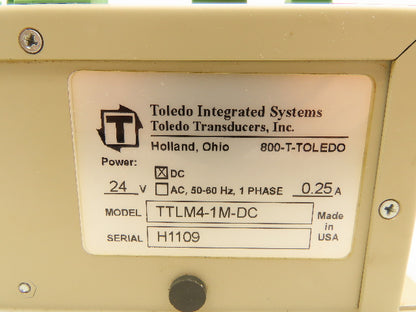 T
Toledo Integrated Systems
Toledo Transducers, Inc.
Holland, Ohio 800-T-TOLEDO
Power:
☒ DC
24 V ☐ AC, 50-60 Hz, 1 PHASE 0.25 A
MODEL TTLM4-1M-DC Made in USA
SERIAL H1109